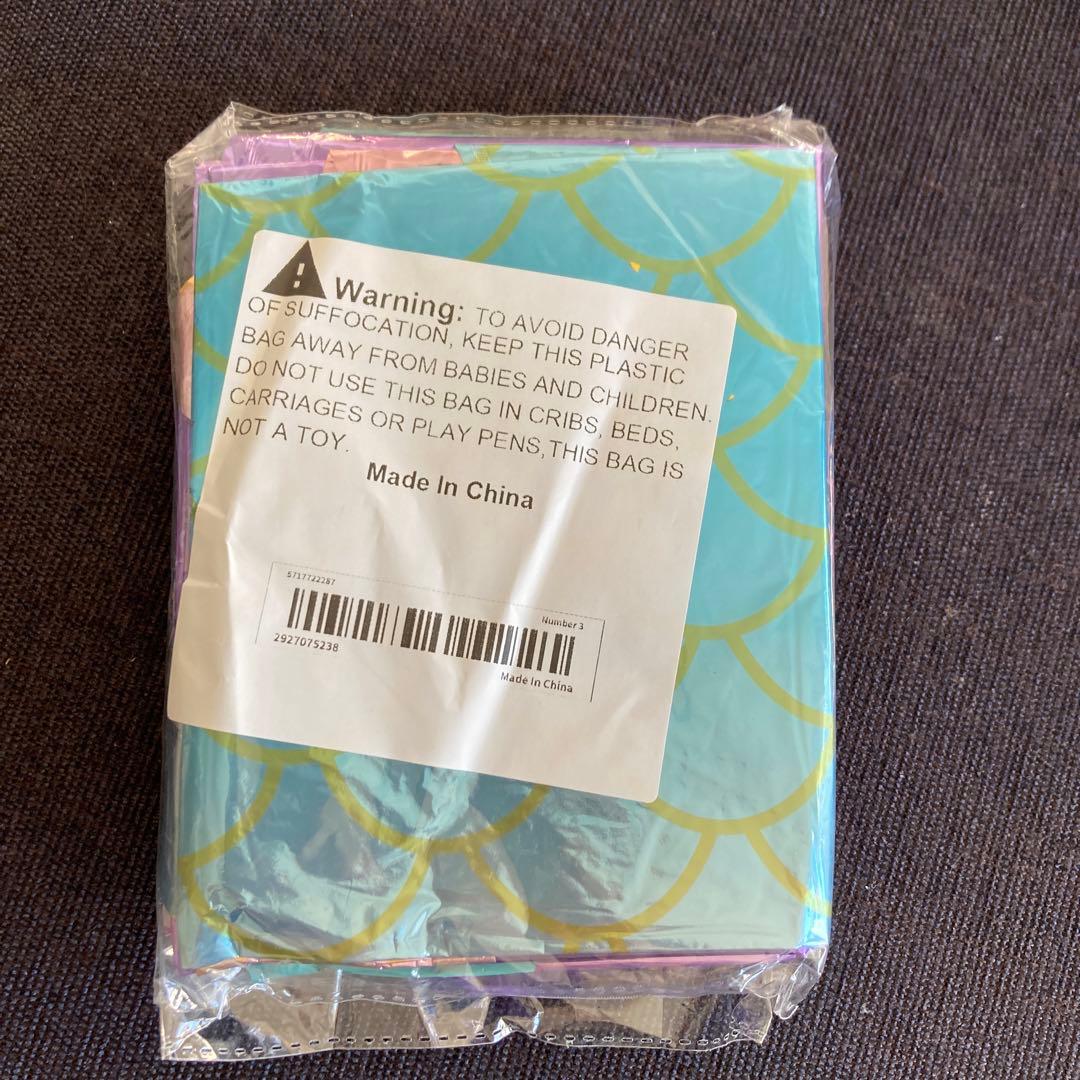 Warning: TO AVOID DANGER
OF SUFFOCATION, KEEP THIS PLASTIC
BAG AWAY FROM BABIES AND CHILDREN.
DO NOT USE THIS BAG IN CRIBS, BEDS,
CARRIAGES OR PLAY PENS,THIS BAG IS
NOT A TOY.
Made In China
5717722287
Number 3
2927075238
Made In China